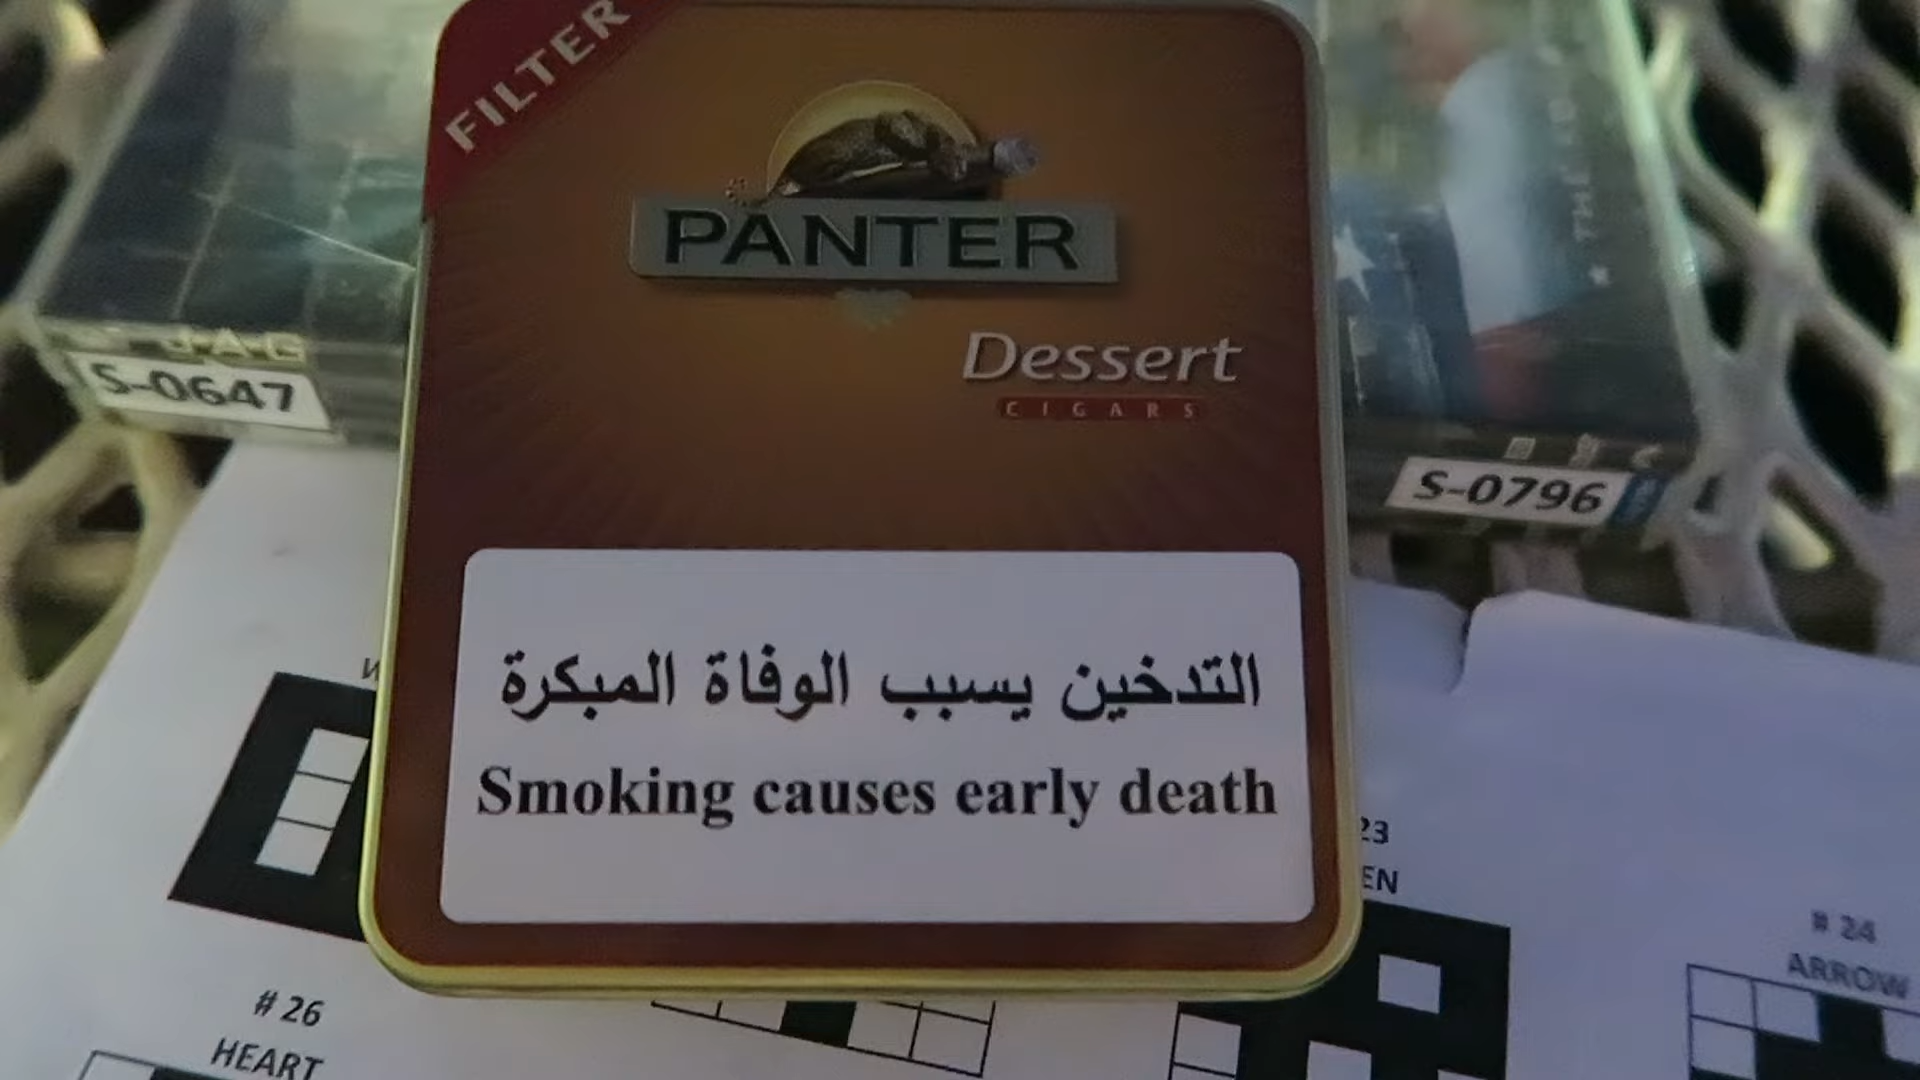 FILTER
PANTER
Dessert
CIGARS
S-0647
S-0796
التدخين يسبب الوفاة المبكرة
Smoking causes early death
23
EN
# 24
ARROW
# 26
HEART